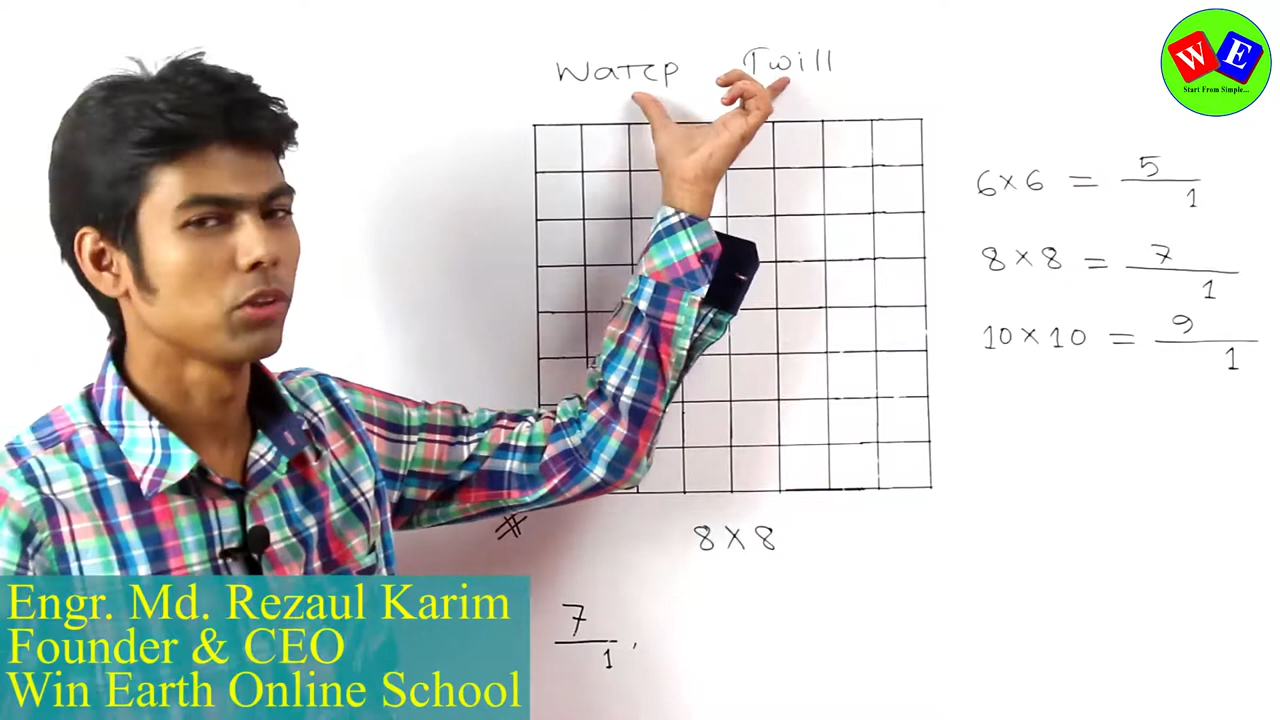 Warp Twill
W E
Start From Simple...
6 × 6 = 5/1
8 × 8 = 7/1
10 × 10 = 9/1
#
8 × 8
7/1
Engr. Md. Rezaul Karim
Founder & CEO
Win Earth Online School